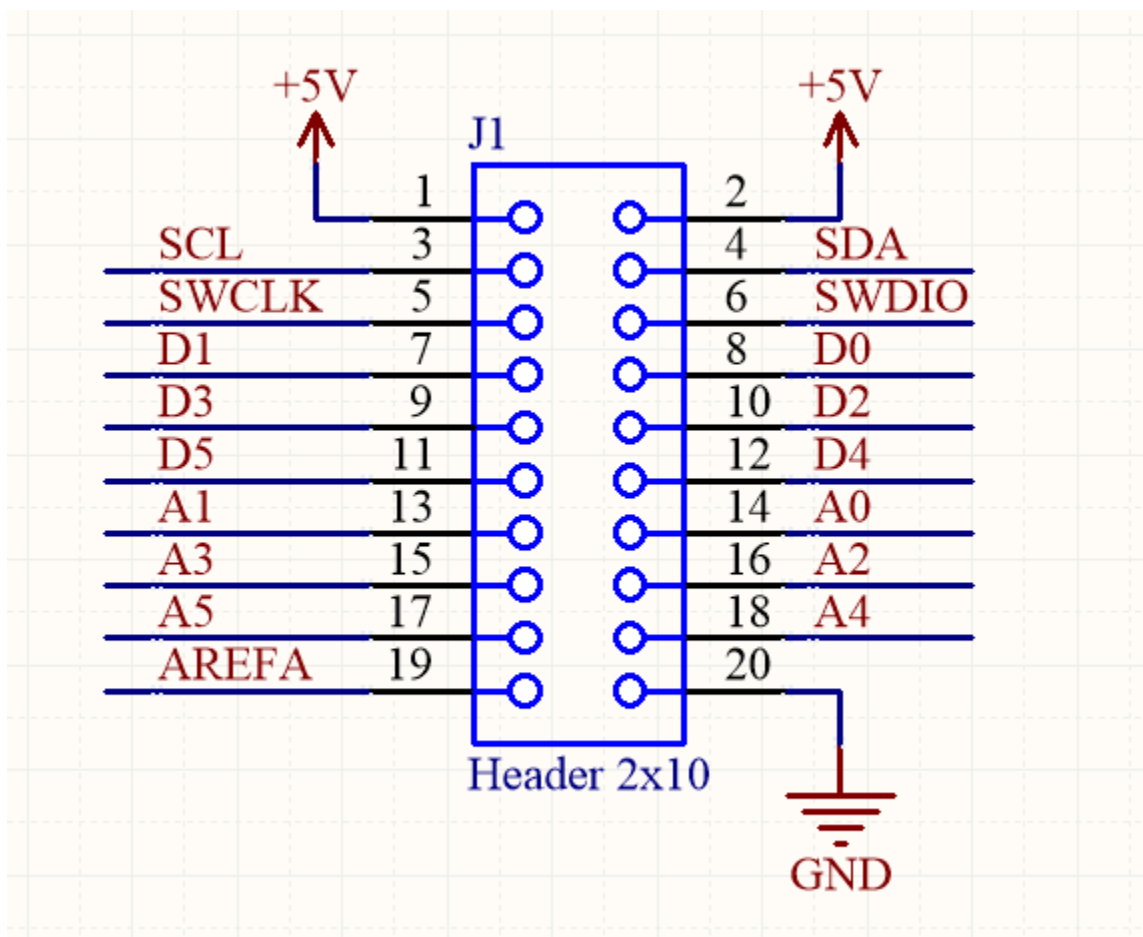 +5V +5V
J1
1 2
SCL 3 4 SDA
SWCLK 5 6 SWDIO
D1 7 8 D0
D3 9 10 D2
D5 11 12 D4
A1 13 14 A0
A3 15 16 A2
A5 17 18 A4
AREFA 19 20
Header 2x10
GND